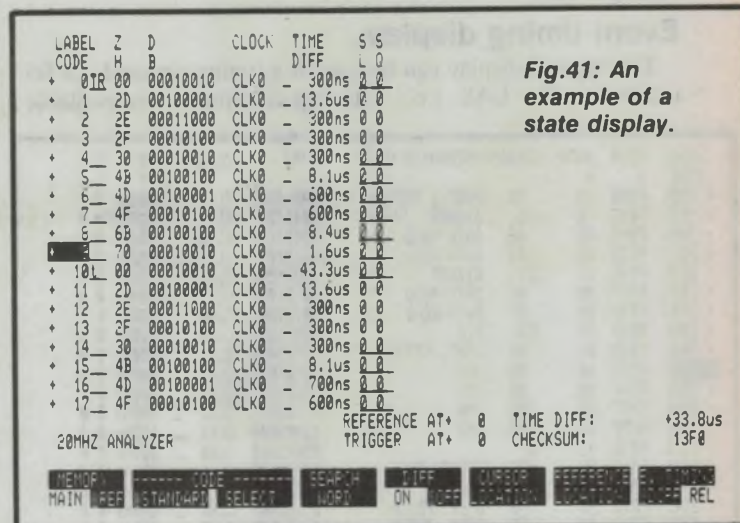 LABEL Z D CLOCK TIME S S
CODE H B DIFF L Q
0TR 00 00010010 CLK0 _ 300ns 0 0
+ 1 2D 00100001 CLK0 _ 13.6us 0 0
+ 2 2E 00011000 CLK0 _ 300ns 0 0
+ 3 2F 00010100 CLK0 _ 300ns 0 0
+ 4 30 00010010 CLK0 _ 300ns 0 0
+ 5 4B 00100100 CLK0 _ 8.1us 0 0
+ 6 4D 00100001 CLK0 _ 600ns 0 0
+ 7 4F 00010100 CLK0 _ 600ns 0 0
+ 8 6B 00100100 CLK0 _ 8.4us 0 0
+ 70 00010010 CLK0 _ 1.6us 0 0
+ 10L 00 00010010 CLK0 _ 43.3us 0 0
+ 11 2D 00100001 CLK0 _ 13.6us 0 0
+ 12 2E 00011000 CLK0 _ 300ns 0 0
+ 13 2F 00010100 CLK0 _ 300ns 0 0
+ 14 30 00010010 CLK0 _ 300ns 0 0
+ 15 4B 00100100 CLK0 _ 8.1us 0 0
+ 16 4D 00100001 CLK0 _ 700ns 0 0
+ 17 4F 00010100 CLK0 _ 600ns 0 0
REFERENCE AT+ 0 TIME DIFF: +33.8us
20MHZ ANALYZER TRIGGER AT+ 0 CHECKSUM: 13F0
MEMORY ------ CODE ------ SEARCH DIFF CURSOR REFERENCE E.TIMING
MAIN REF STANDARD SELECT WORD ON OFF LOCATION LOCATION REL
Fig.41: An
example of a
state display.
Event timing display